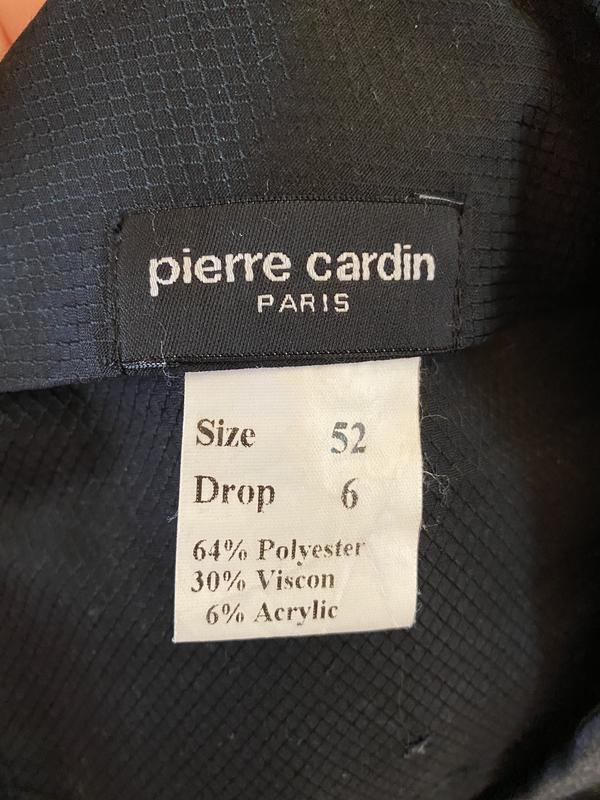 pierre cardin
PARIS
Size 52
Drop 6
64% Polyester
30% Viscon
6% Acrylic